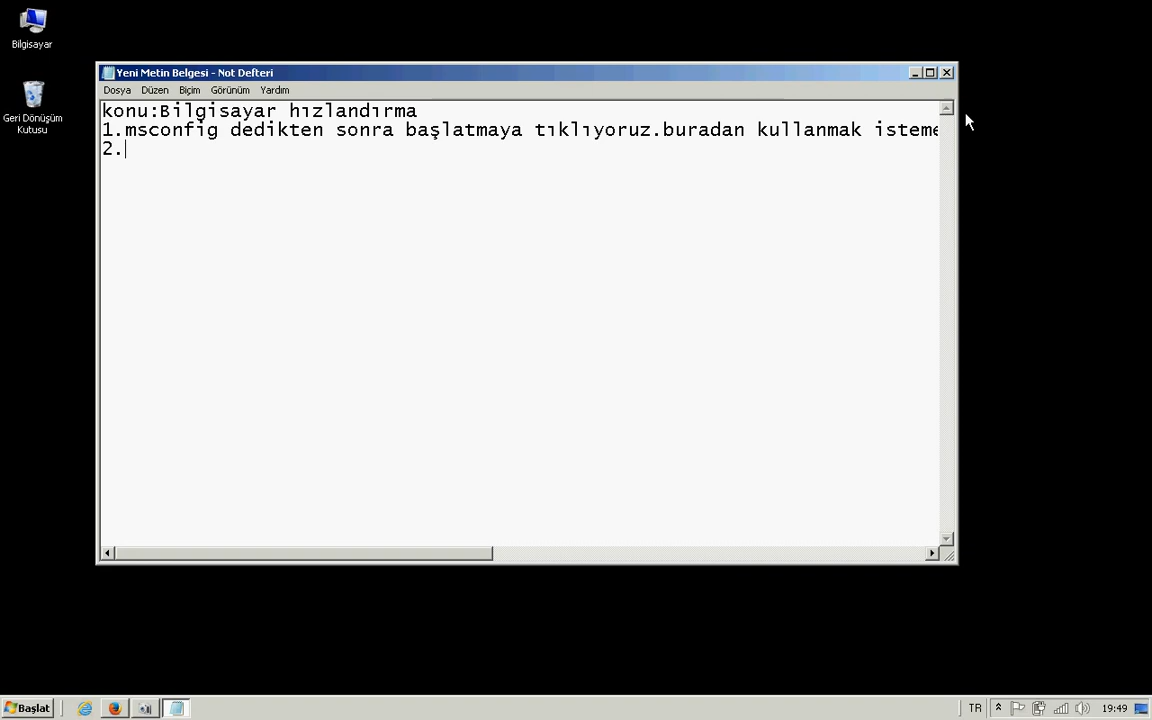 Bilgisayar
Geri Dönüşüm
Kutusu
Yeni Metin Belgesi - Not Defteri
Dosya Düzen Biçim Görünüm Yardım
konu:Bilgisayar hızlandırma
1.msconfig dedikten sonra başlatmaya tıklıyoruz.buradan kullanmak isteme
2.
Başlat TR 19:49